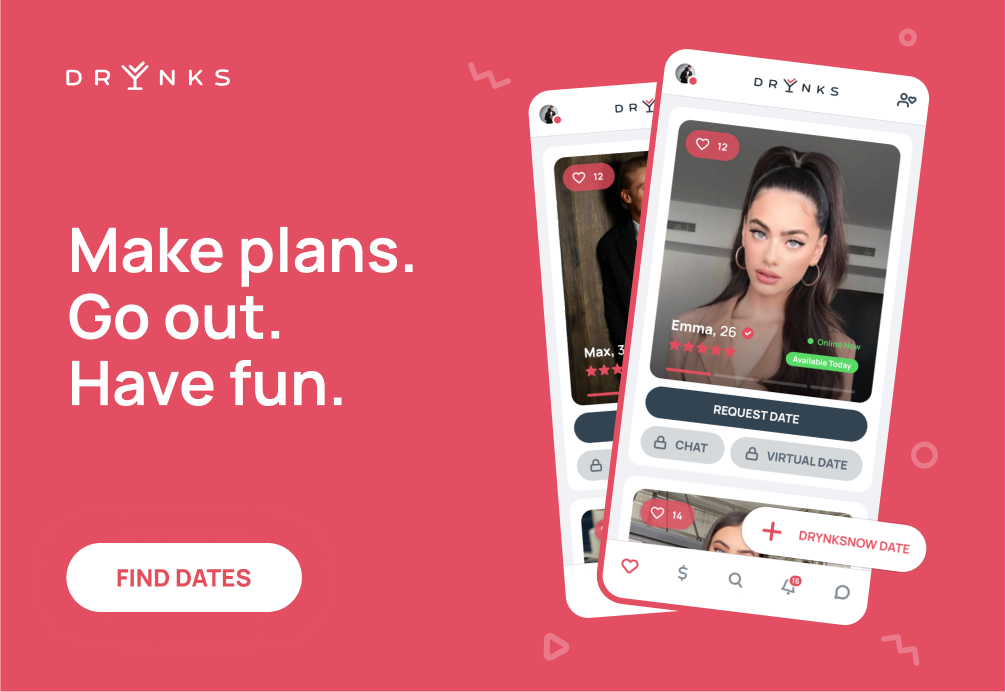 DRYNKS
Make plans.
Go out.
Have fun.
FIND DATES
12
Max, 3
DRYNKS
12
Emma, 26
Online Now
Available Today
REQUEST DATE
CHAT
VIRTUAL DATE
14
DRYNKSNOW DATE
$
16